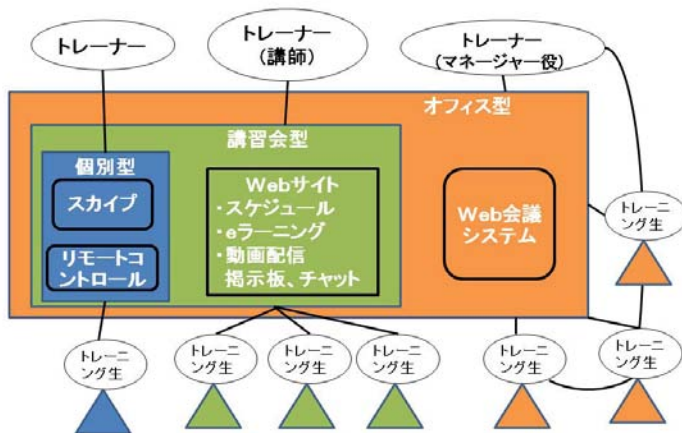 トレーナー
トレーナー
(講師)
トレーナー
(マネージャー役)
オフィス型
講習会型
個別型
スカイプ
リモートコ
ントロール
Webサイト
・スケジュール
・eラーニング
・動画配信
掲示板、チャット
Web会議
システム
トレーニ
ング生
トレーニ
ング生
トレーニ
ング生
トレーニ
ング生
トレーニ
ング生
トレーニ
ング生
トレーニ
ング生